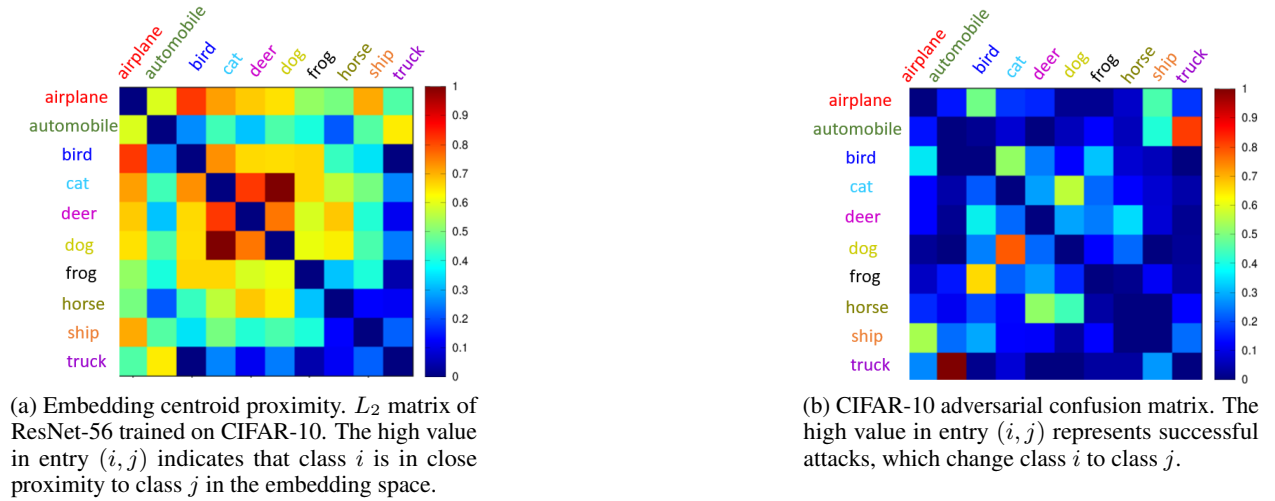 airplane automobile bird cat deer dog frog horse ship truck
airplane
automobile
bird
cat
deer
dog
frog
horse
ship
truck
1
0.9
0.8
0.7
0.6
0.5
0.4
0.3
0.2
0.1
0
(a) Embedding centroid proximity. L₂ matrix of
ResNet-56 trained on CIFAR-10. The high value
in entry (i, j) indicates that class i is in close
proximity to class j in the embedding space.
airplane automobile bird cat deer dog frog horse ship truck
airplane
automobile
bird
cat
deer
dog
frog
horse
ship
truck
1
0.9
0.8
0.7
0.6
0.5
0.4
0.3
0.2
0.1
0
(b) CIFAR-10 adversarial confusion matrix. The
high value in entry (i, j) represents successful
attacks, which change class i to class j.